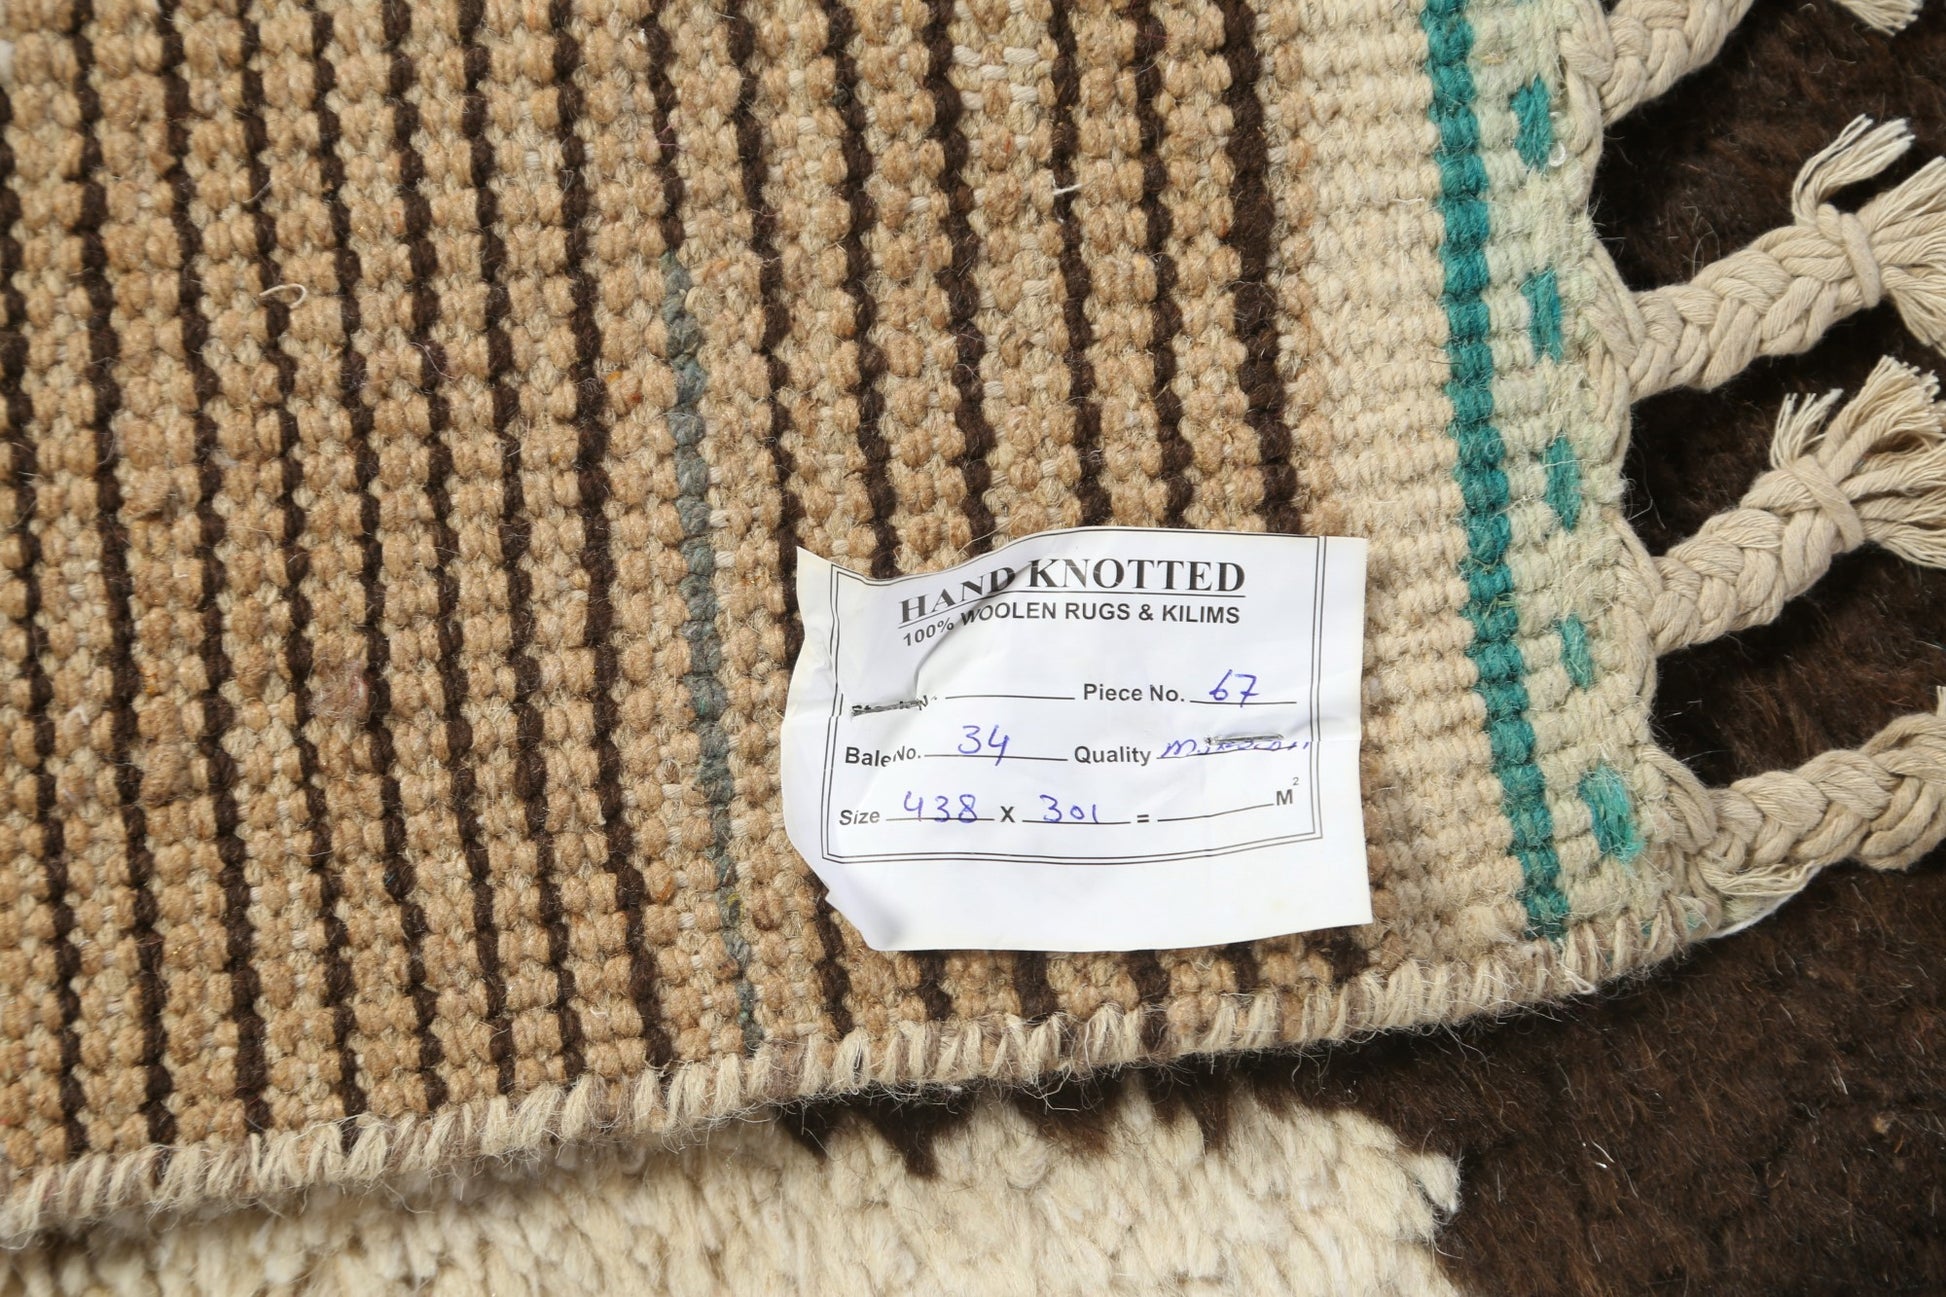 HAND KNOTTED
100% WOOLEN RUGS & KILIMS
Piece No. 67
Bale No. 34 Quality
Size 438 X 301 = M²